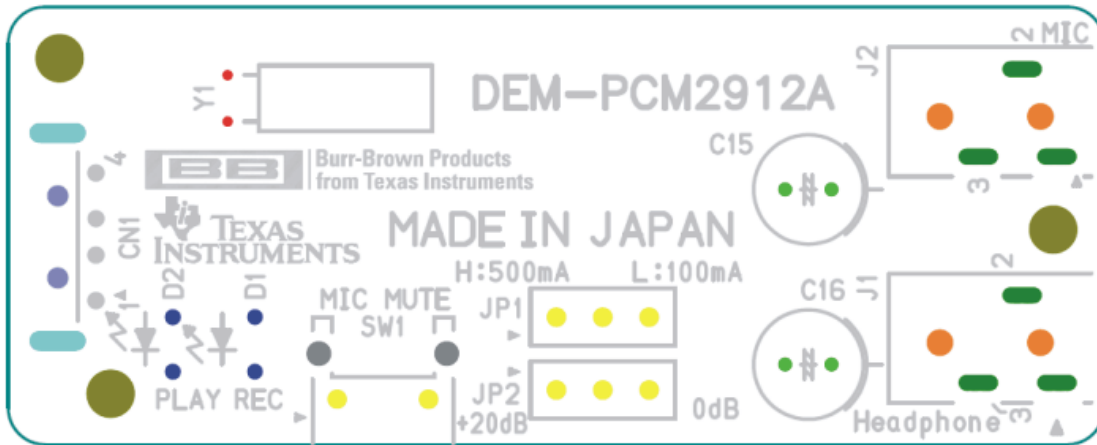 2 MIC
J2
Y1
DEM-PCM2912A
C15
BB
Burr-Brown Products
from Texas Instruments
3
4
CN1
1
TEXAS
INSTRUMENTS
MADE IN JAPAN
H:500mA L:100mA
2
D2 D1
C16
J1
MIC MUTE
SW1
JP1
JP2
PLAY REC
+20dB 0dB
Headphone
3